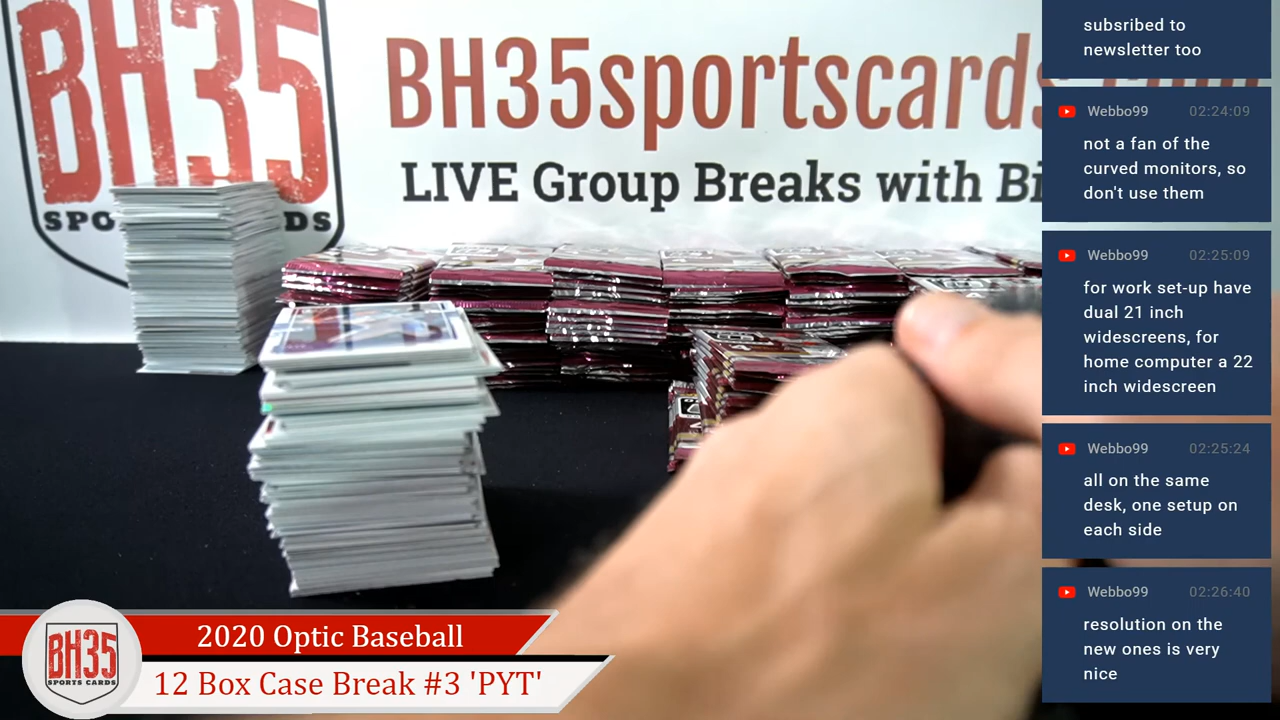 BH35
SPO DS
BH35sportscards.com
LIVE Group Breaks with Bi
subsribed to
newsletter too
Webbo99 02:24:09
not a fan of the
curved monitors, so
don't use them
Webbo99 02:25:09
for work set-up have
dual 21 inch
widescreens, for
home computer a 22
inch widescreen
Webbo99 02:25:24
all on the same
desk, one setup on
each side
Webbo99 02:26:40
resolution on the
new ones is very
nice
BH35
SPORTS CARDS
2020 Optic Baseball
12 Box Case Break #3 'PYT'